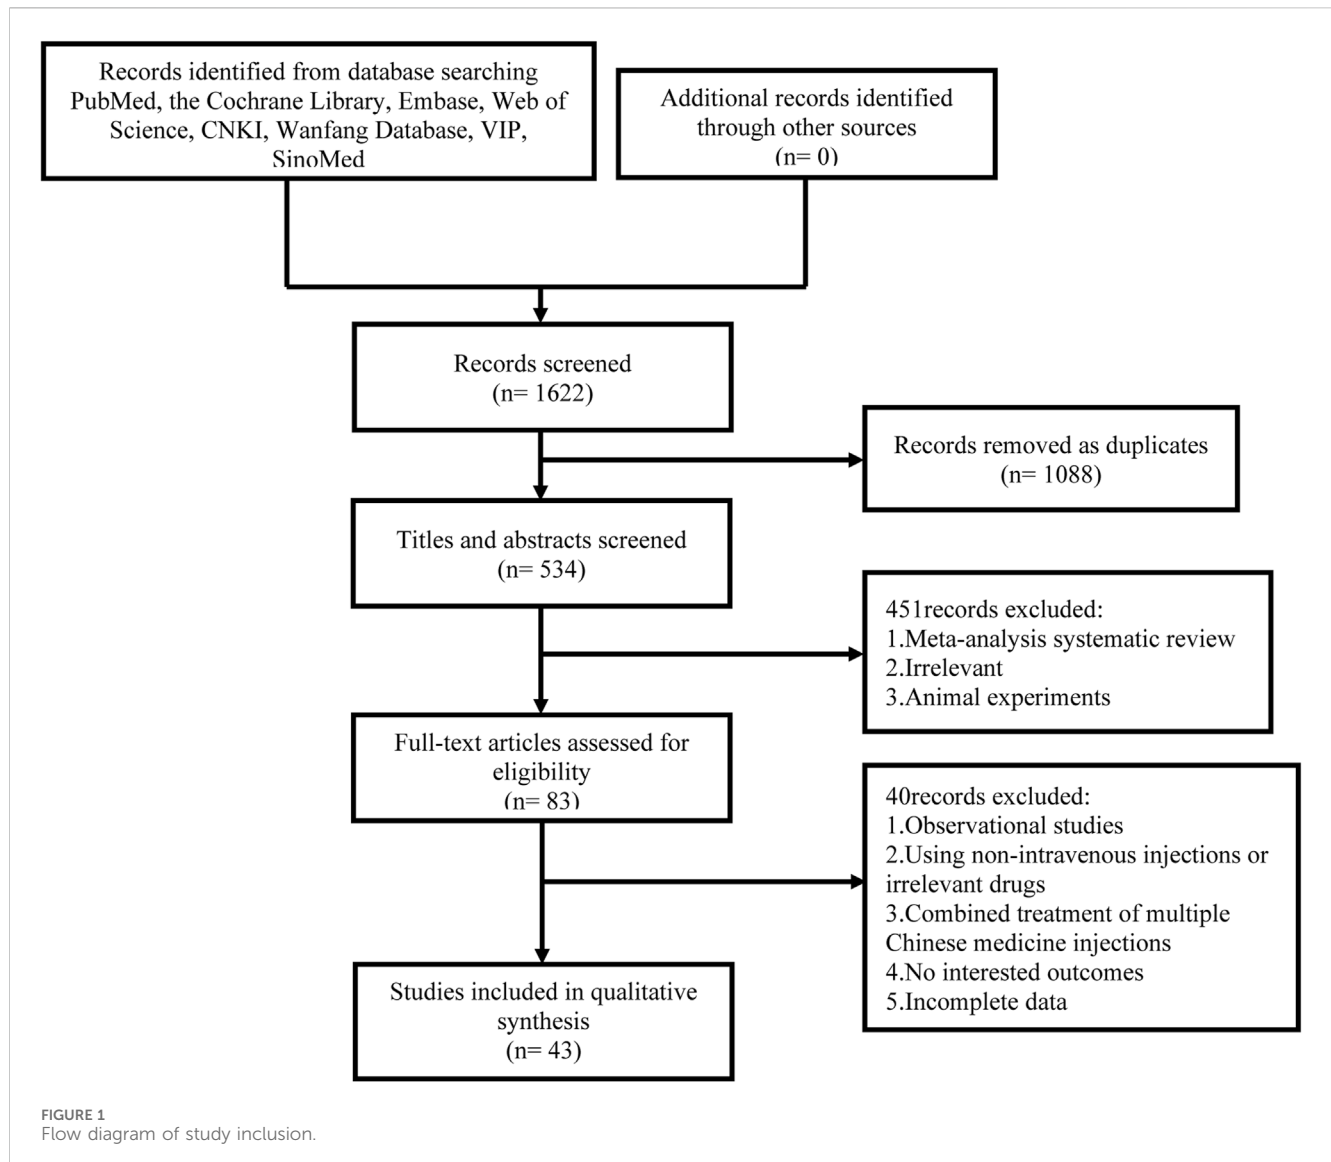 Records identified from database searching
PubMed, the Cochrane Library, Embase, Web of
Science, CNKI, Wanfang Database, VIP,
SinoMed
Additional records identified
through other sources
(n= 0)
Records screened
(n= 1622)
Records removed as duplicates
(n= 1088)
Titles and abstracts screened
(n= 534)
451records excluded:
1.Meta-analysis systematic review
2.Irrelevant
3.Animal experiments
Full-text articles assessed for
eligibility
(n= 83)
40records excluded:
1.Observational studies
2.Using non-intravenous injections or
irrelevant drugs
3.Combined treatment of multiple
Chinese medicine injections
4.No interested outcomes
5.Incomplete data
Studies included in qualitative
synthesis
(n= 43)
FIGURE 1
Flow diagram of study inclusion.